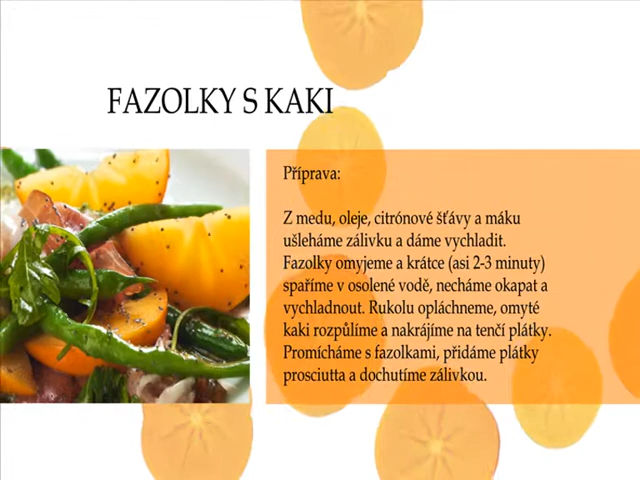 FAZOLKY S KAKI
Příprava:
Z medu, oleje, citrónové šťávy a máku
ušleháme zálivku a dáme vychladit.
Fazolky omyjeme a krátce (asi 2-3 minuty)
spaříme v osolené vodě, necháme okapat a
vychladnout. Rukolu opláchneme, omyté
kaki rozpůlíme a nakrájíme na tenčí plátky.
Promícháme s fazolkami, přidáme plátky
prosciutta a dochutíme zálivkou.